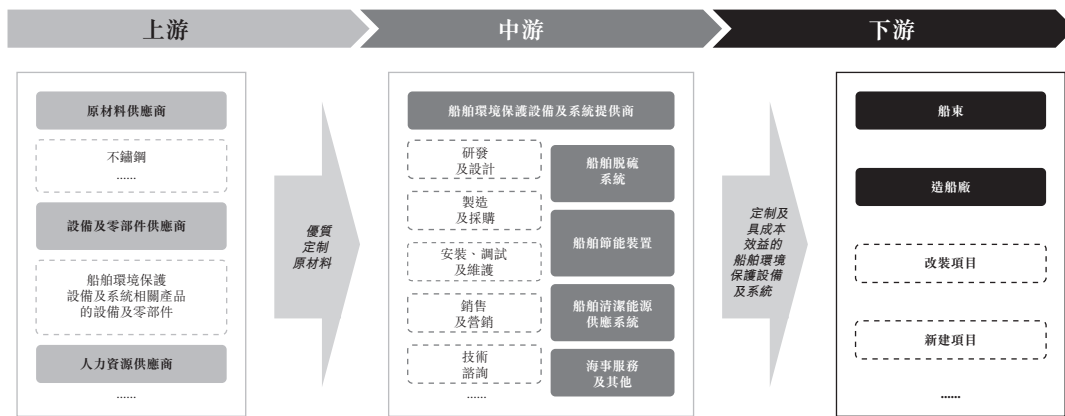 上游
中游
下游
原材料供應商
不鏽鋼
......
設備及零部件供應商
船舶環境保護
設備及系統相關產品
的設備及零部件
人力資源供應商
......
優質
定制
原材料
船舶環境保護設備及系統提供商
研發
及設計
製造
及採購
安裝、調試
及維護
銷售
及營銷
技術
諮詢
......
船舶脫硫
系統
船舶節能裝置
船舶清潔能源
供應系統
海事服務
及其他
定制及
具成本
效益的
船舶環境
保護設備
及系統
船東
造船廠
改裝項目
新建項目
......